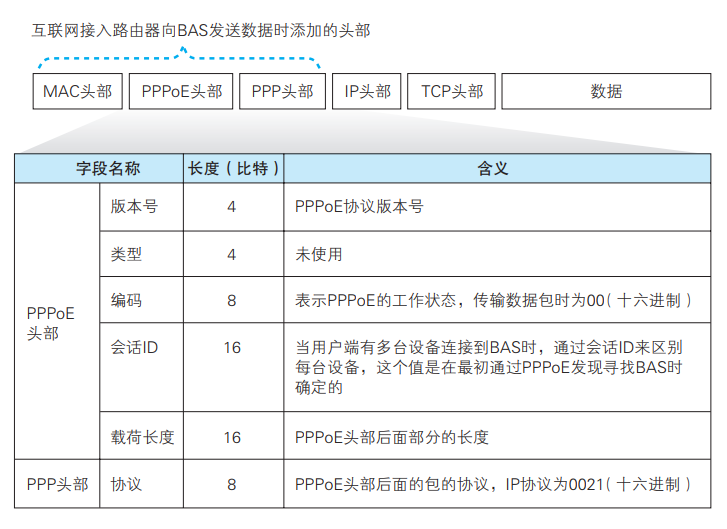 互联网接入路由器向BAS发送数据时添加的头部
MAC头部 PPPoE头部 PPP头部 IP头部 TCP头部 数据
字段名称 长度（比特） 含义
PPPoE
头部
版本号 4 PPPoE协议版本号
类型 4 未使用
编码 8 表示PPPoE的工作状态，传输数据包时为00（十六进制）
会话ID 16 当用户端有多台设备连接到BAS时，通过会话ID来区别
每台设备，这个值是在最初通过PPPoE发现寻找BAS时
确定的
载荷长度 16 PPPoE头部后面部分的长度
PPP头部 协议 8 PPPoE头部后面的包的协议，IP协议为0021（十六进制）